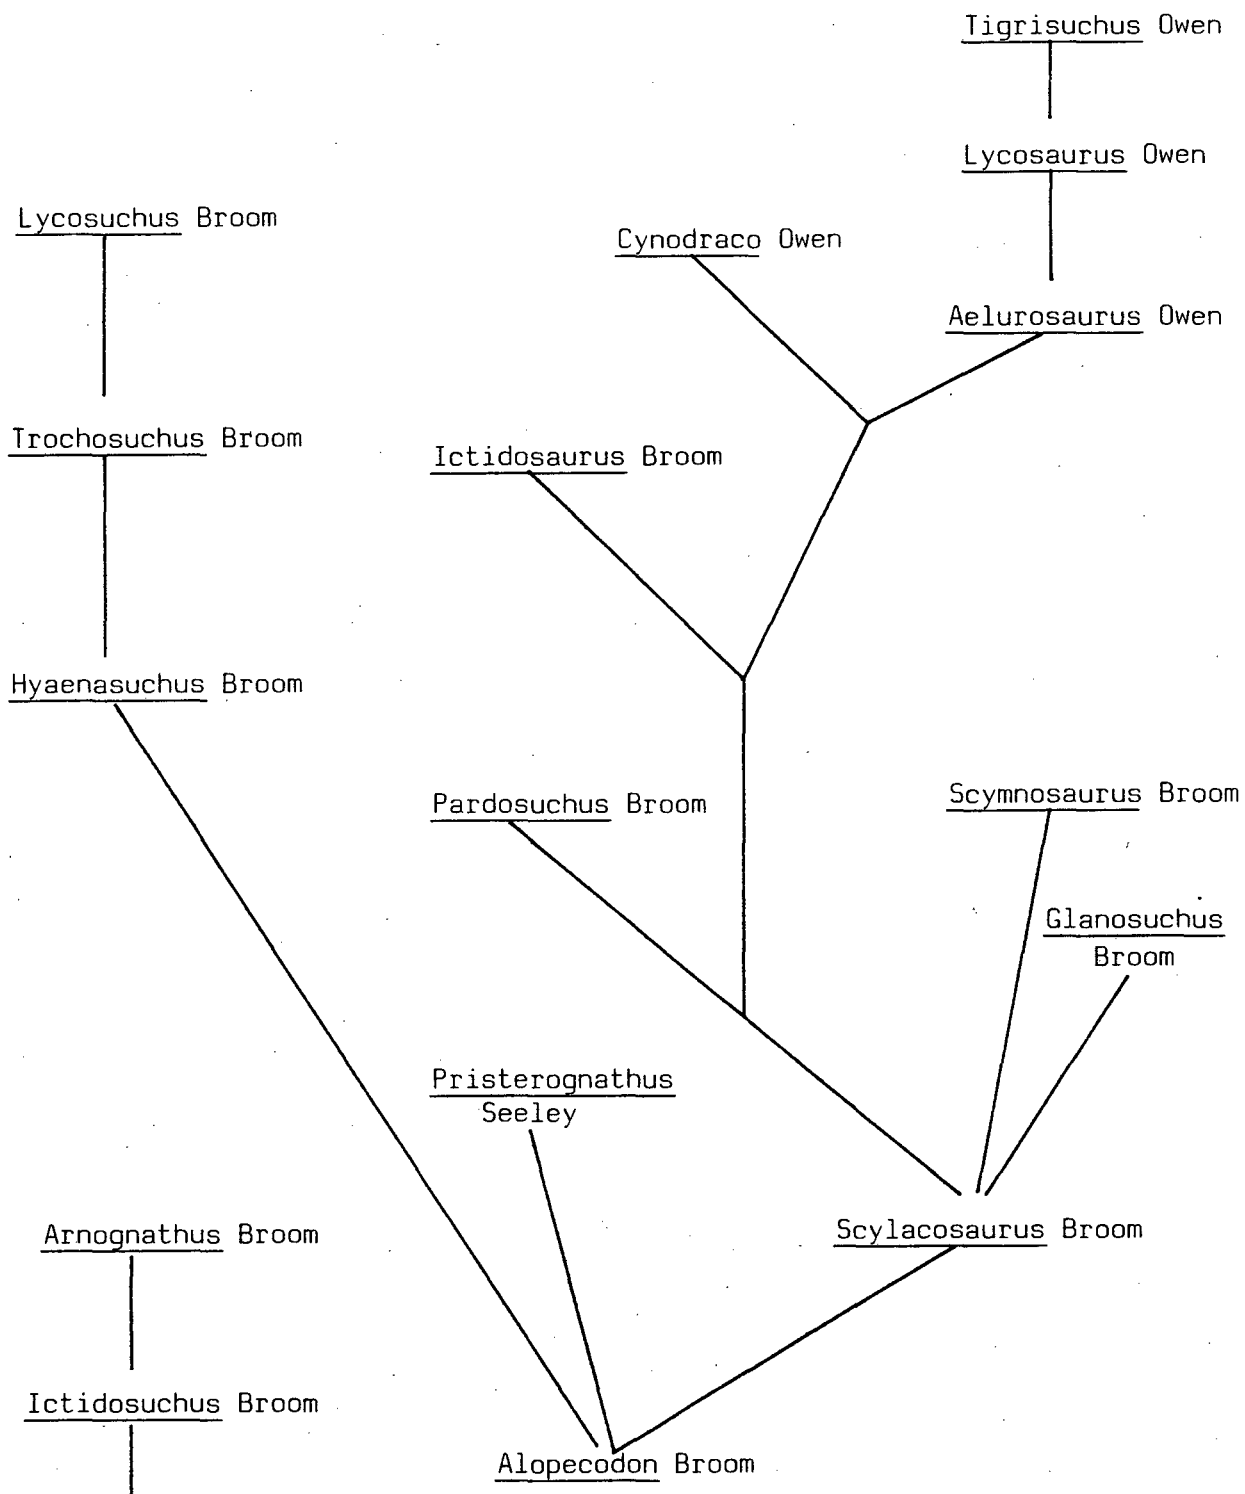 Tigrisuchus Owen
Lycosaurus Owen
Lycosuchus Broom
Cynodraco Owen
Aelurosaurus Owen
Trochosuchus Broom
Ictidosaurus Broom
Hyaenasuchus Broom
Pardosuchus Broom
Scymnosaurus Broom
Glanosuchus
Broom
Pristerognathus
Seeley
Arnognathus Broom
Scylacosaurus Broom
Ictidosuchus Broom
Alopecodon Broom